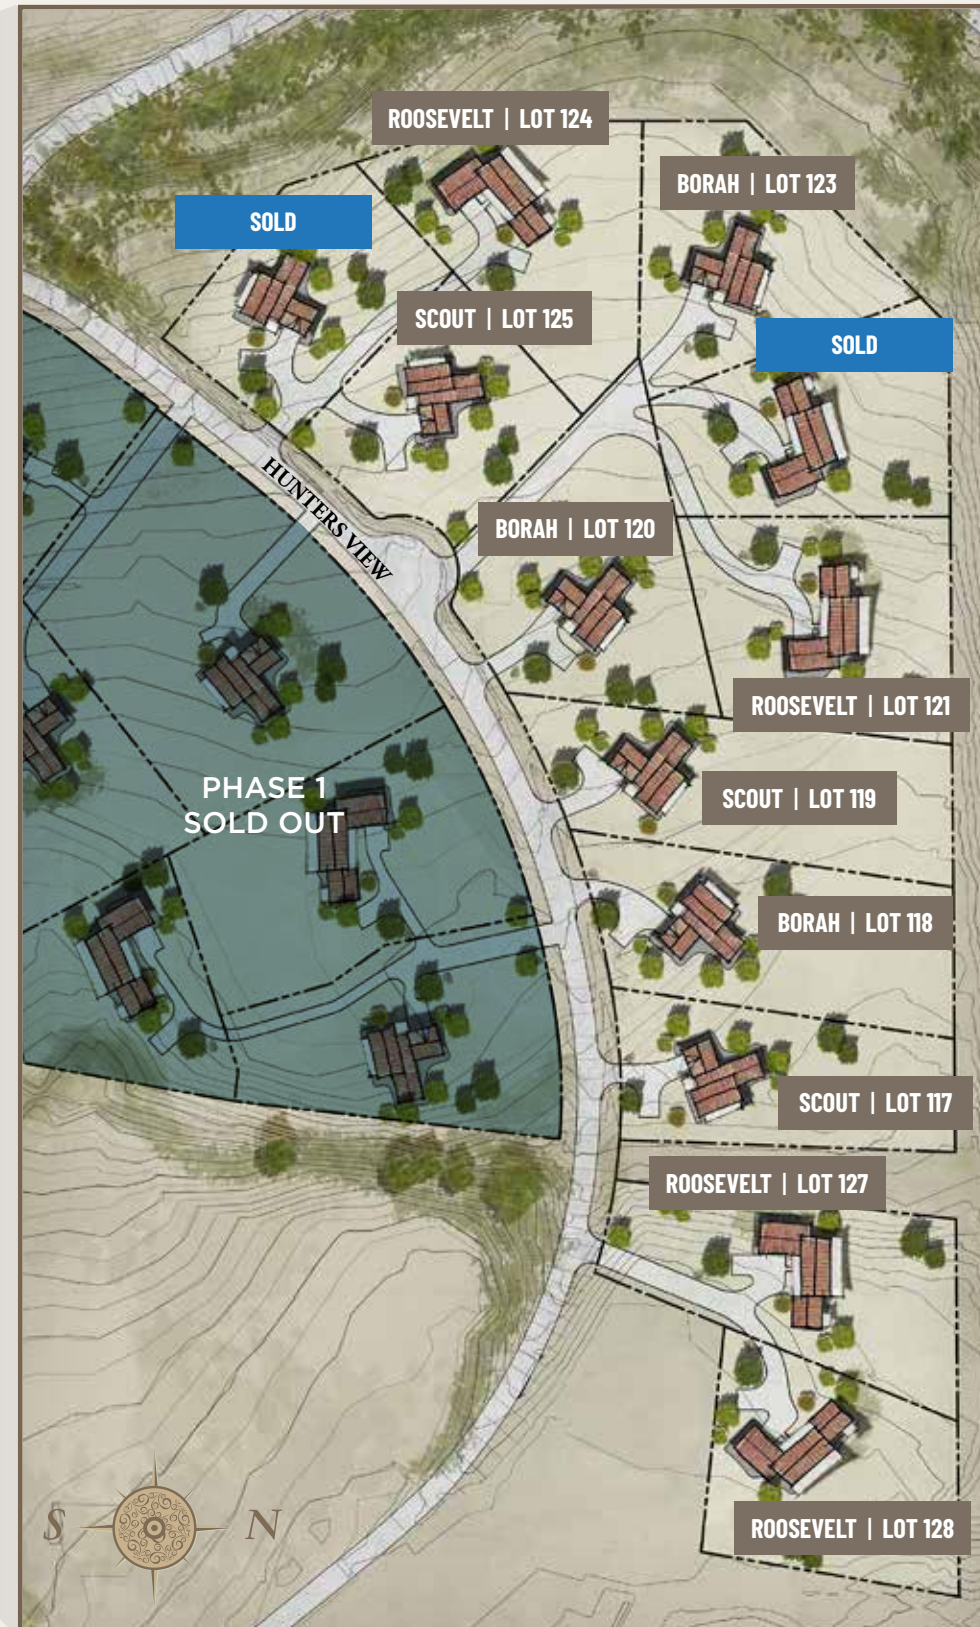 ROOSEVELT | LOT 124
BORAH | LOT 123
SOLD
SCOUT | LOT 125
SOLD
HUNTERS VIEW
BORAH | LOT 120
ROOSEVELT | LOT 121
PHASE 1
SOLD OUT
SCOUT | LOT 119
BORAH | LOT 118
SCOUT | LOT 117
ROOSEVELT | LOT 127
S N
ROOSEVELT | LOT 128